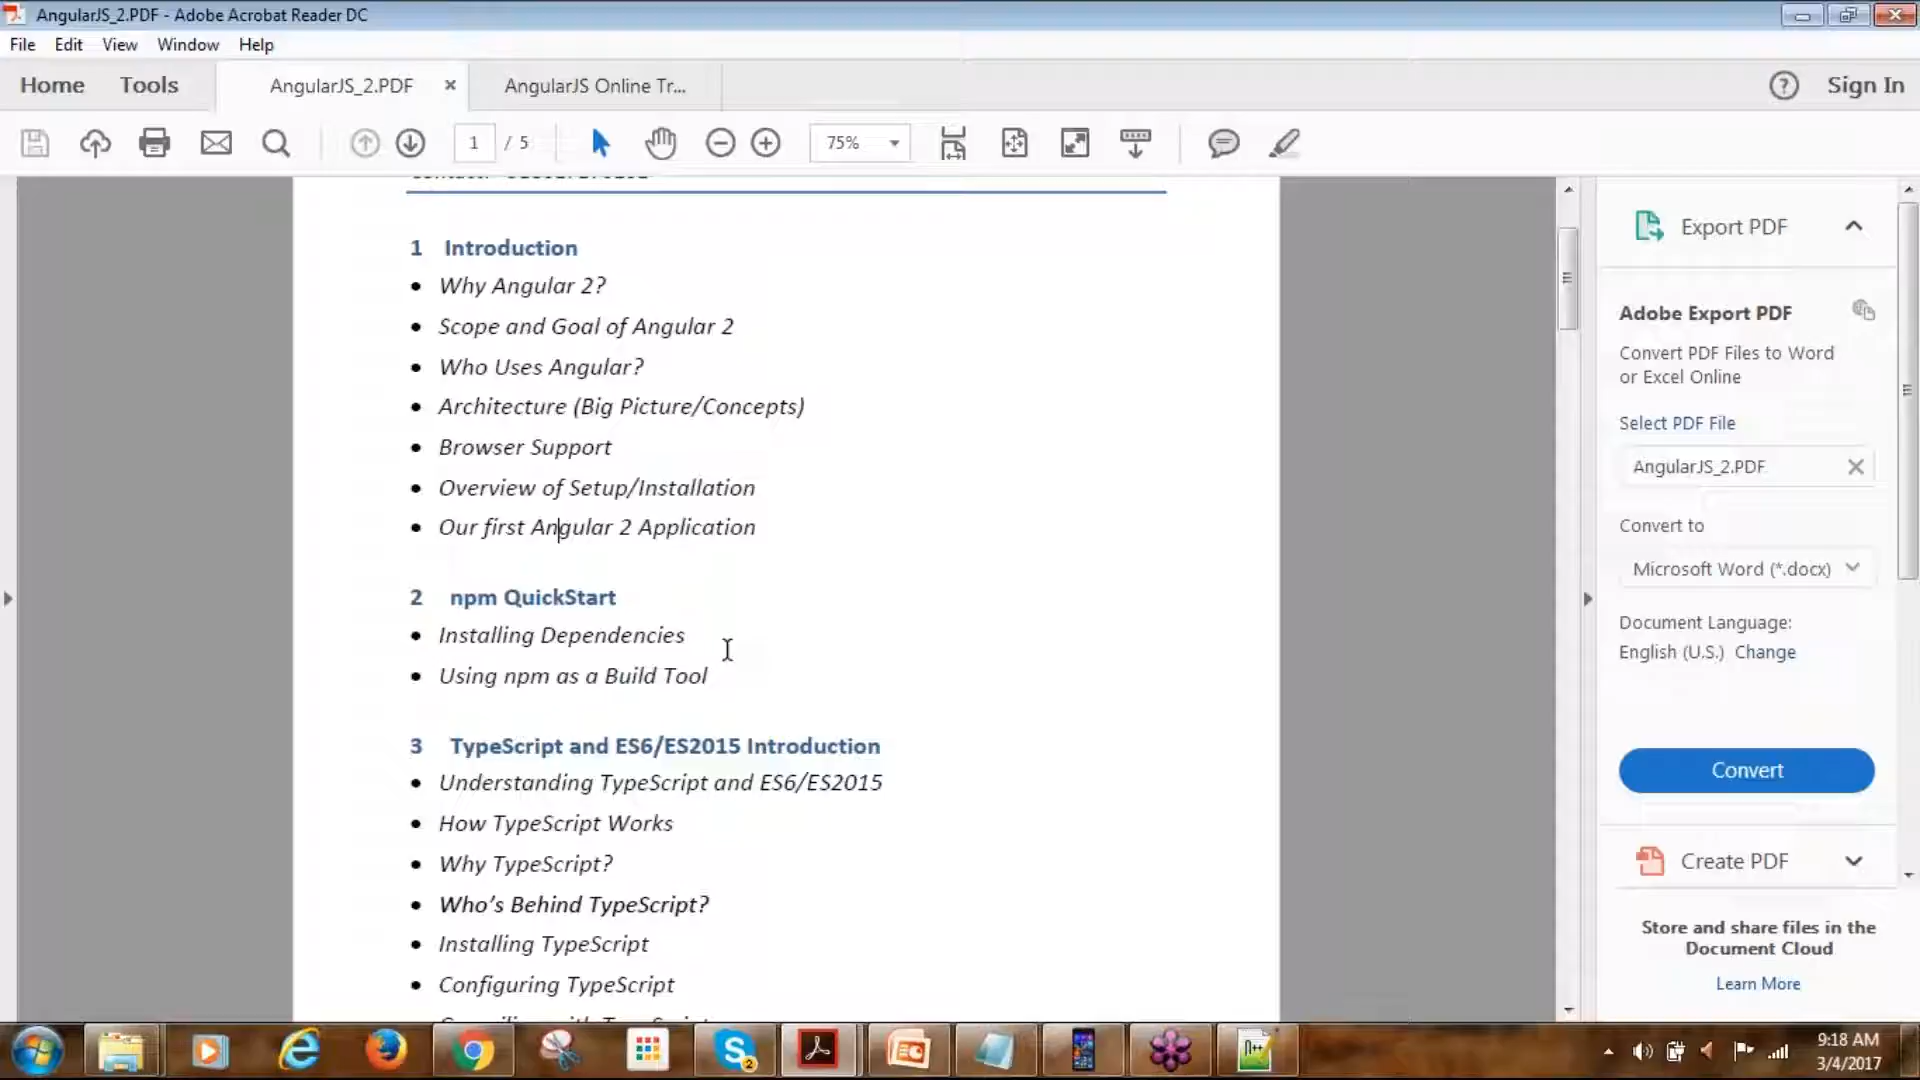 AngularJS_2.PDF - Adobe Acrobat Reader DC
File Edit View Window Help
Home Tools AngularJS_2.PDF × AngularJS Online Tr... ? Sign In
1 / 5 75%
1 Introduction
• Why Angular 2?
• Scope and Goal of Angular 2
• Who Uses Angular?
• Architecture (Big Picture/Concepts)
• Browser Support
• Overview of Setup/Installation
• Our first Angular 2 Application
2 npm QuickStart
• Installing Dependencies
• Using npm as a Build Tool
3 TypeScript and ES6/ES2015 Introduction
• Understanding TypeScript and ES6/ES2015
• How TypeScript Works
• Why TypeScript?
• Who’s Behind TypeScript?
• Installing TypeScript
• Configuring TypeScript
Export PDF
Adobe Export PDF
Convert PDF Files to Word
or Excel Online
Select PDF File
AngularJS_2.PDF
Convert to
Microsoft Word (*.docx)
Document Language:
English (U.S.) Change
Convert
Create PDF
Store and share files in the
Document Cloud
Learn More
2
9:18 AM
3/4/2017